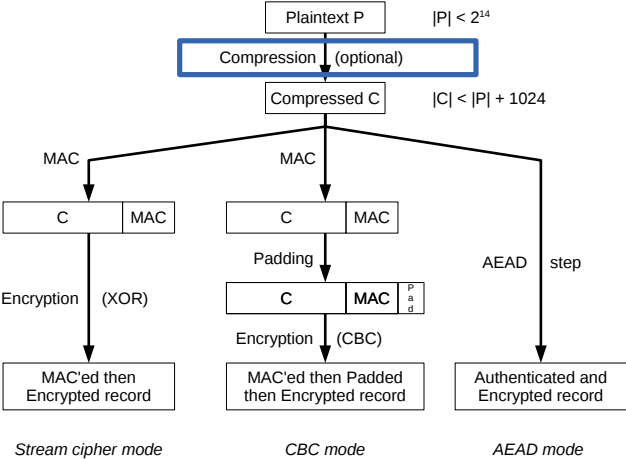 Plaintext P
|P| < 2¹⁴
Compression (optional)
Compressed C
|C| < |P| + 1024
MAC
MAC
C MAC
C MAC
Padding
AEAD step
C MAC Pad
Encryption (XOR)
Encryption (CBC)
MAC'ed then
Encrypted record
MAC'ed then Padded
then Encrypted record
Authenticated and
Encrypted record
Stream cipher mode
CBC mode
AEAD mode